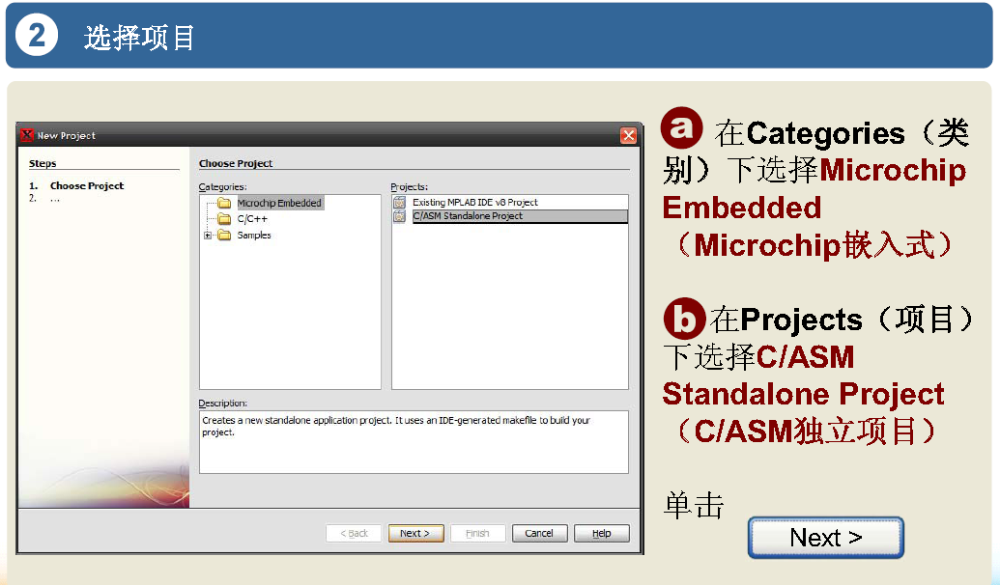 2 选择项目
New Project
Steps
1. Choose Project
2. ...
Choose Project
Categories:
Microchip Embedded
C/C++
Samples
Projects:
Existing MPLAB IDE v8 Project
C/ASM Standalone Project
Description:
Creates a new standalone application project. It uses an IDE-generated makefile to build your
project.
< Back
Next >
Finish
Cancel
Help
a 在Categories（类
别）下选择Microchip
Embedded
（Microchip嵌入式）
b 在Projects（项目）
下选择C/ASM
Standalone Project
（C/ASM独立项目）
单击
Next >